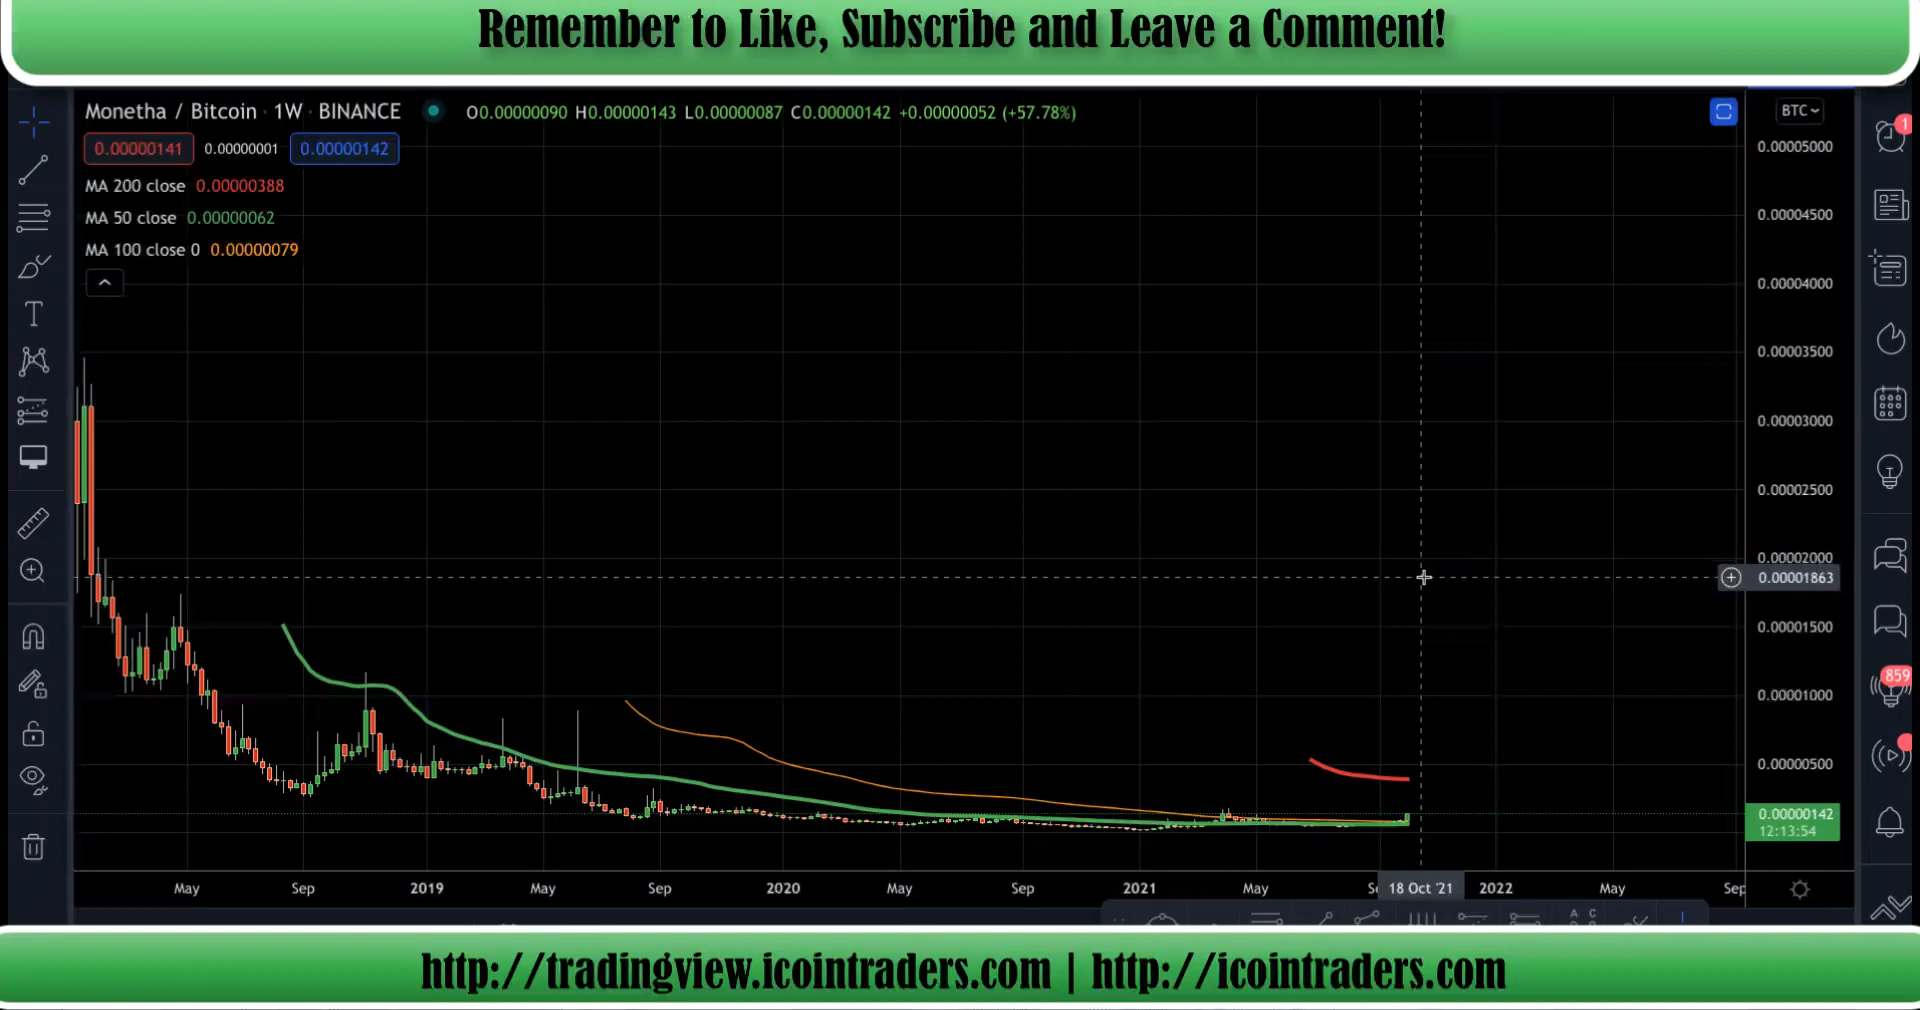 Remember to Like, Subscribe and Leave a Comment!
Monetha / Bitcoin · 1W · BINANCE
O0.00000090 H0.00000143 L0.00000087 C0.00000142 +0.00000052 (+57.78%)
BTC
1
0.00000141 0.00000001 0.00000142
MA 200 close 0.00000388
MA 50 close 0.00000062
MA 100 close 0 0.00000079
T
0.00005000
0.00004500
0.00004000
0.00003500
0.00003000
0.00002500
0.00002000
0.00001863
0.00001500
0.00001000
0.00000500
0.00000142
12:13:54
859
May Sep 2019 May Sep 2020 May Sep 2021 May 18 Oct '21 2022 May Sep
A C
http://tradingview.icointraders.com | http://icointraders.com